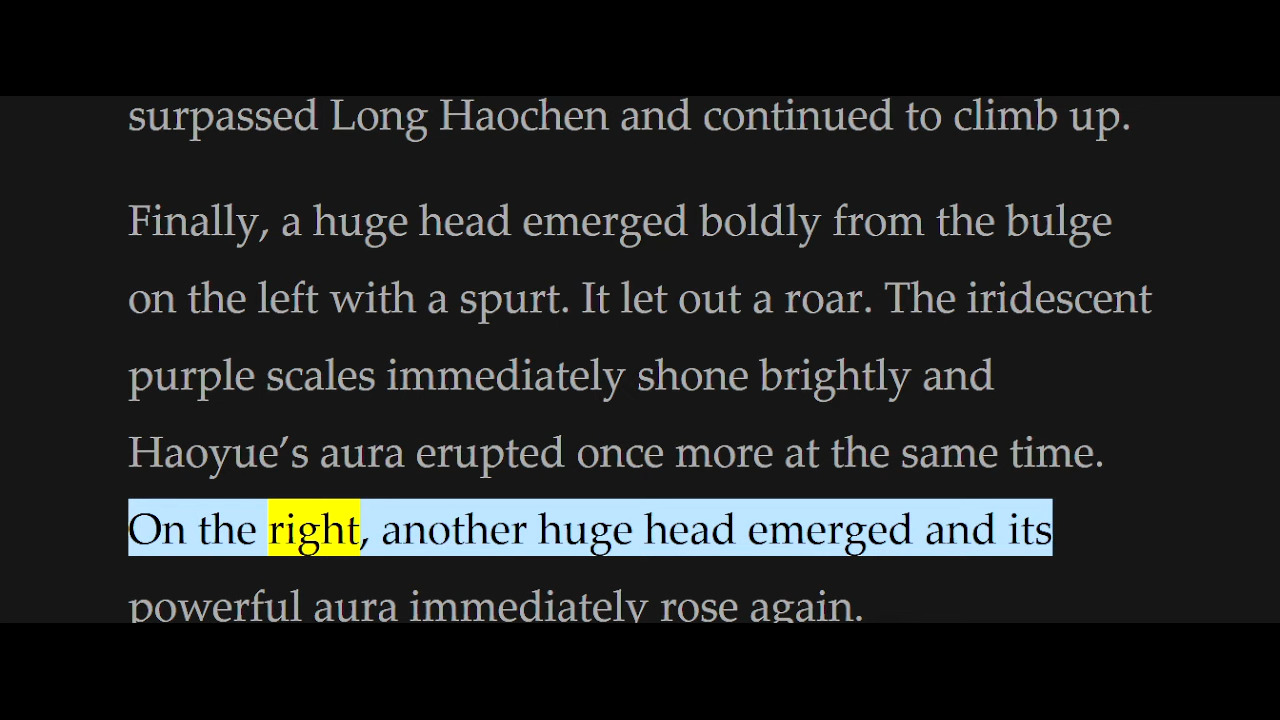 surpassed Long Haochen and continued to climb up.
Finally, a huge head emerged boldly from the bulge
on the left with a spurt. It let out a roar. The iridescent
purple scales immediately shone brightly and
Haoyue’s aura erupted once more at the same time.
On the right, another huge head emerged and its
powerful aura immediately rose again.